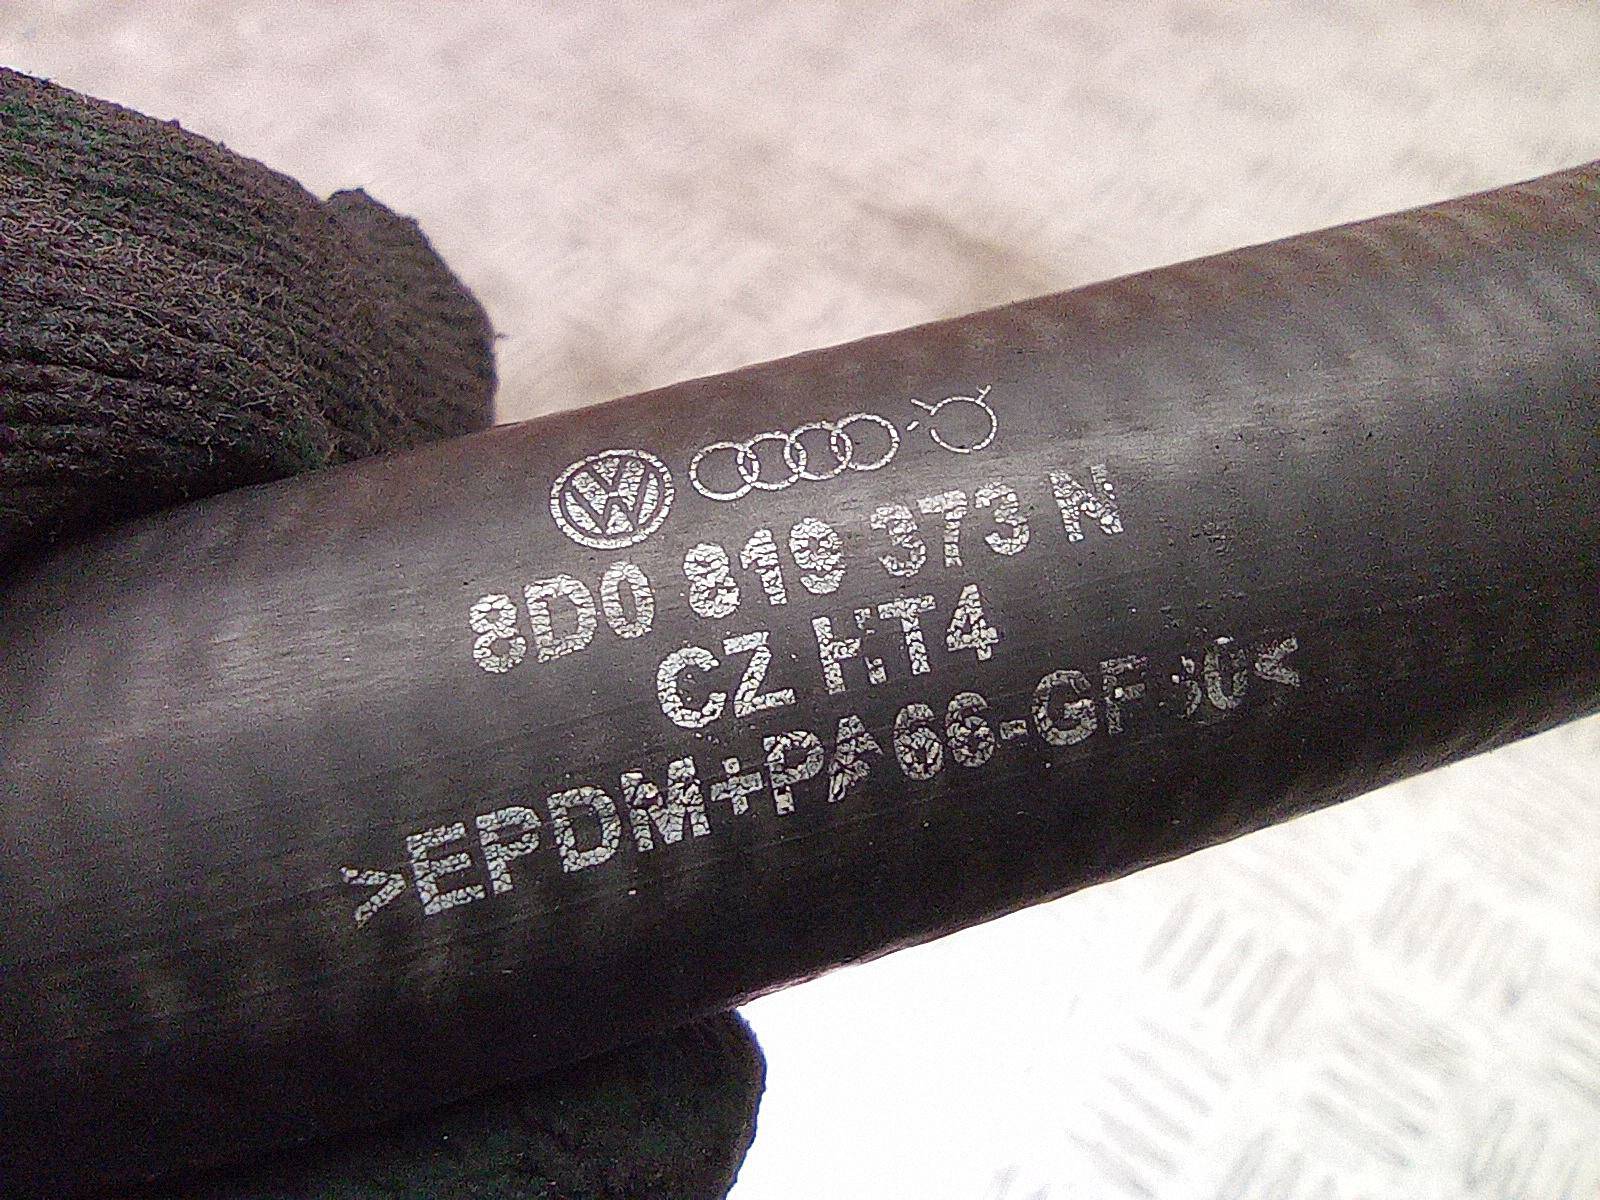 8D0 819 373 N
CZ HT4
>EPDM+PA66-GF30<